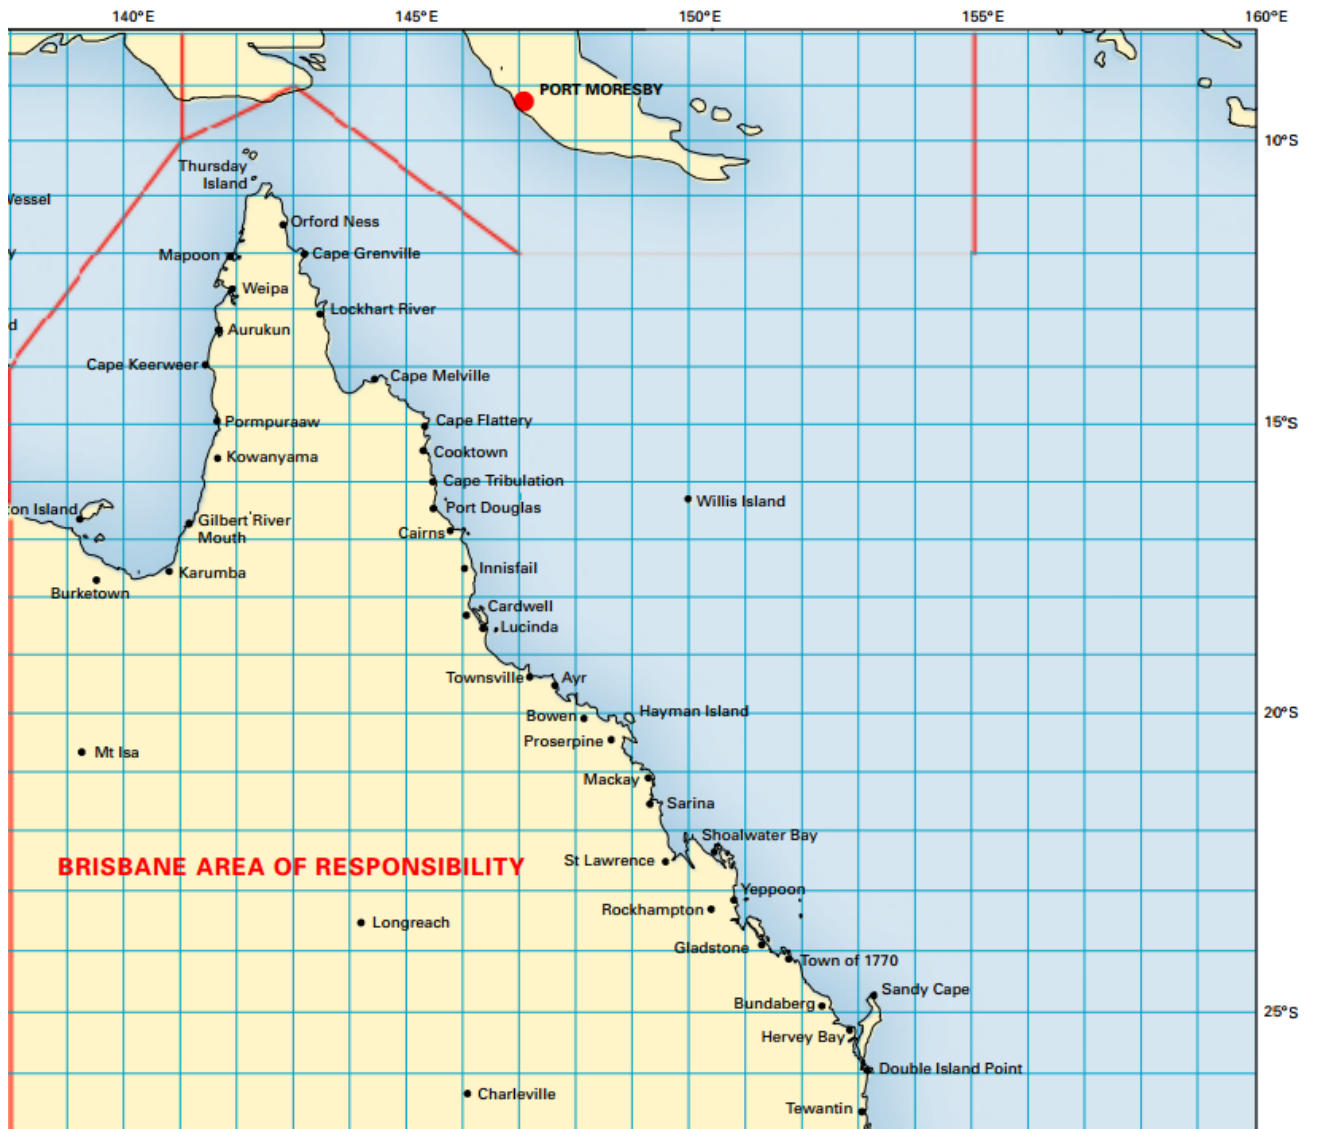 140°E
145°E
150°E
155°E
160°E
PORT MORESBY
10°S
Thursday
Island
Orford Ness
Mapoon
Cape Grenville
Weipa
Lockhart River
Aurukun
Cape Keerweer
Cape Melville
Pormpuraaw
Cape Flattery
15°S
Kowanyama
Cooktown
Cape Tribulation
Willis Island
ton Island
Port Douglas
Gilbert River
Mouth
Cairns
Innisfail
Karumba
Burketown
Cardwell
Lucinda
Townsville
Ayr
Bowen
Hayman Island
20°S
Proserpine
Mt Isa
Mackay
Sarina
Shoalwater Bay
St Lawrence
BRISBANE AREA OF RESPONSIBILITY
Yeppoon
Rockhampton
Longreach
Gladstone
Town of 1770
Sandy Cape
Bundaberg
25°S
Hervey Bay
Double Island Point
Charleville
Tewantin